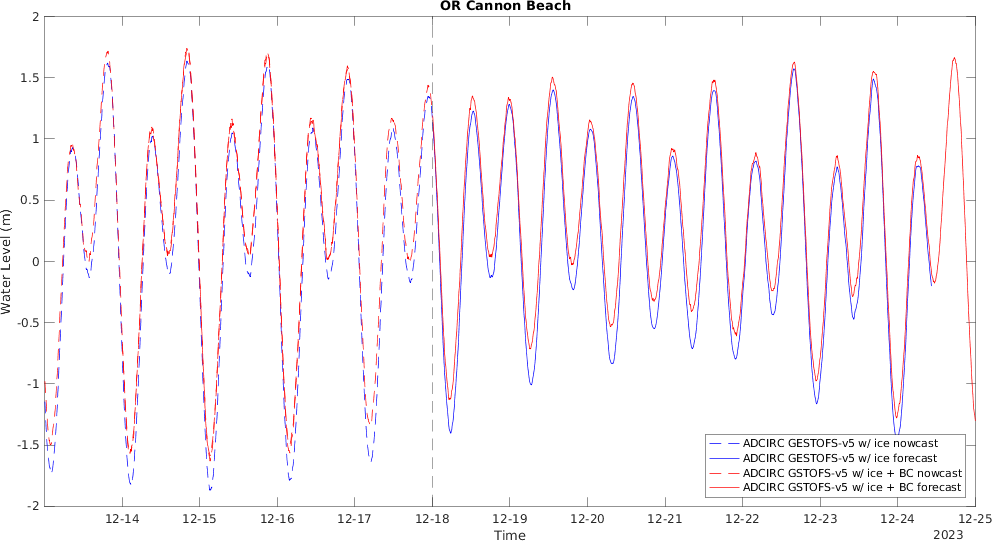 OR Cannon Beach
2
1.5
1
0.5
0
-0.5
-1
-1.5
-2
Water Level (m)
ADCIRC GESTOFS-v5 w/ ice nowcast
ADCIRC GESTOFS-v5 w/ ice forecast
ADCIRC GSTOFS-v5 w/ ice + BC nowcast
ADCIRC GSTOFS-v5 w/ ice + BC forecast
12-14 12-15 12-16 12-17 12-18 12-19 12-20 12-21 12-22 12-23 12-24 12-25
Time
2023